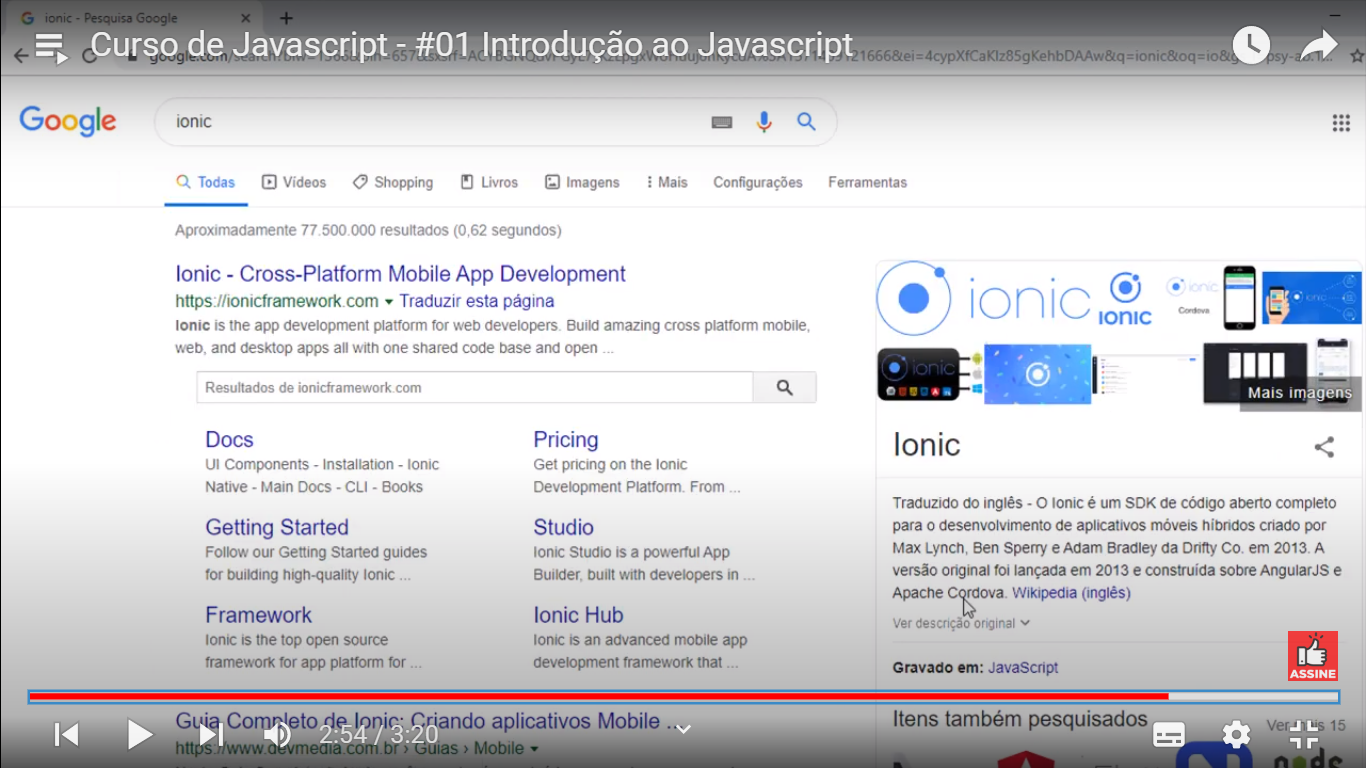 ionic - Pesquisa Google
Curso de Javascript - #01 Introdução ao Javascript
Google
ionic
Todas
Vídeos
Shopping
Livros
Imagens
Mais
Configurações
Ferramentas
Aproximadamente 77.500.000 resultados (0,62 segundos)
Ionic - Cross-Platform Mobile App Development
https://ionicframework.com Traduzir esta página
Ionic is the app development platform for web developers. Build amazing cross platform mobile,
web, and desktop apps all with one shared code base and open ...
Resultados de ionicframework.com
Docs
UI Components - Installation - Ionic
Native - Main Docs - CLI - Books
Pricing
Get pricing on the Ionic
Development Platform. From ...
Getting Started
Follow our Getting Started guides
for building high-quality Ionic ...
Studio
Ionic Studio is a powerful App
Builder, built with developers in ...
Framework
Ionic is the top open source
framework for app platform for ...
Ionic Hub
Ionic is an advanced mobile app
development framework that ...
Guia Completo de Ionic: Criando aplicativos Mobile ...
https://www.devmedia.com.br › Guias › Mobile
ionic
IONIC
ionic
Cordova
ionic
ionic
Mais imagens
Ionic
Traduzido do inglês - O Ionic é um SDK de código aberto completo
para o desenvolvimento de aplicativos móveis híbridos criado por
Max Lynch, Ben Sperry e Adam Bradley da Drifty Co. em 2013. A
versão original foi lançada em 2013 e construída sobre AngularJS e
Apache Cordova. Wikipedia (inglês)
Ver descrição original
Gravado em: JavaScript
ASSINE
Itens também pesquisados
Ver mais 15
2:54 / 3:20